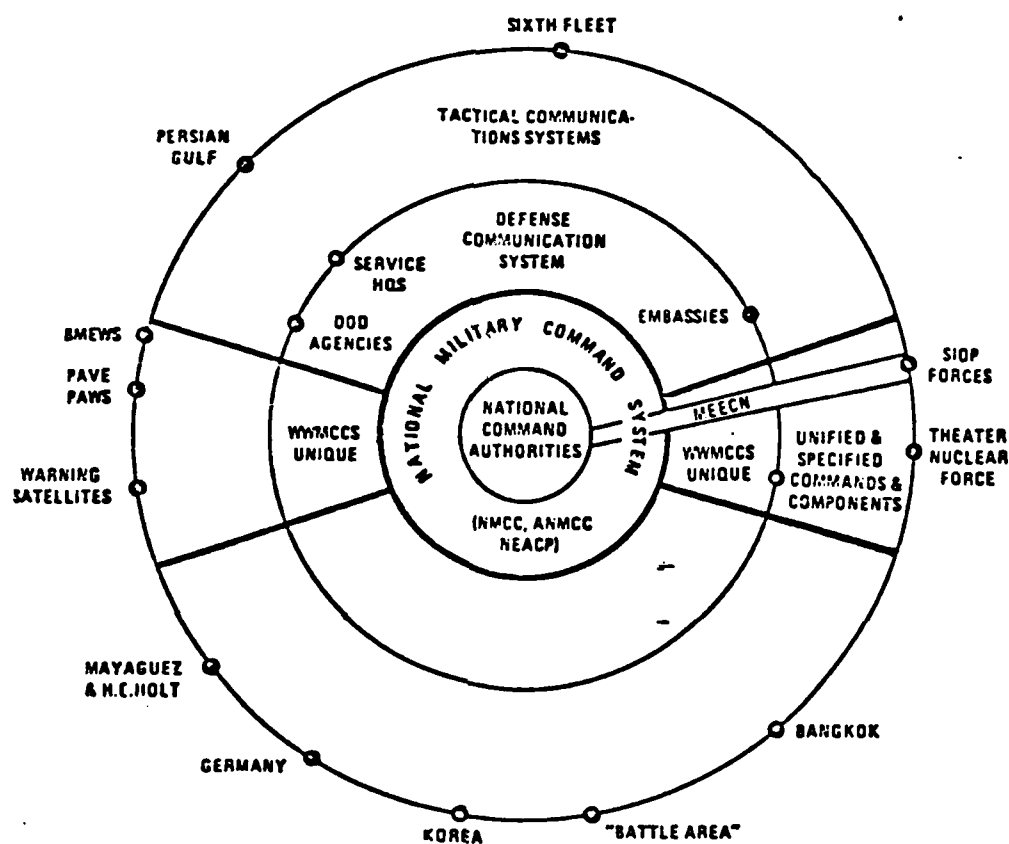 SIXTH FLEET
TACTICAL COMMUNICA-
TIONS SYSTEMS
PERSIAN
GULF
DEFENSE
COMMUNICATION
SYSTEM
SERVICE
HQS
DOD
AGENCIES
EMBASSIES
BMEWS
PAVE
PAWS
WARNING
SATELLITES
NATIONAL MILITARY COMMAND SYSTEM
NATIONAL
COMMAND
AUTHORITIES
(NMCC, ANMCC
NEACP)
WWMCCS
UNIQUE
MEECN
WWMCCS
UNIQUE
UNIFIED &
SPECIFIED
COMMANDS &
COMPONENTS
SIOP
FORCES
THEATER
NUCLEAR
FORCE
MAYAGUEZ
& H.C.HOLT
GERMANY
KOREA
"BATTLE AREA"
BANGKOK